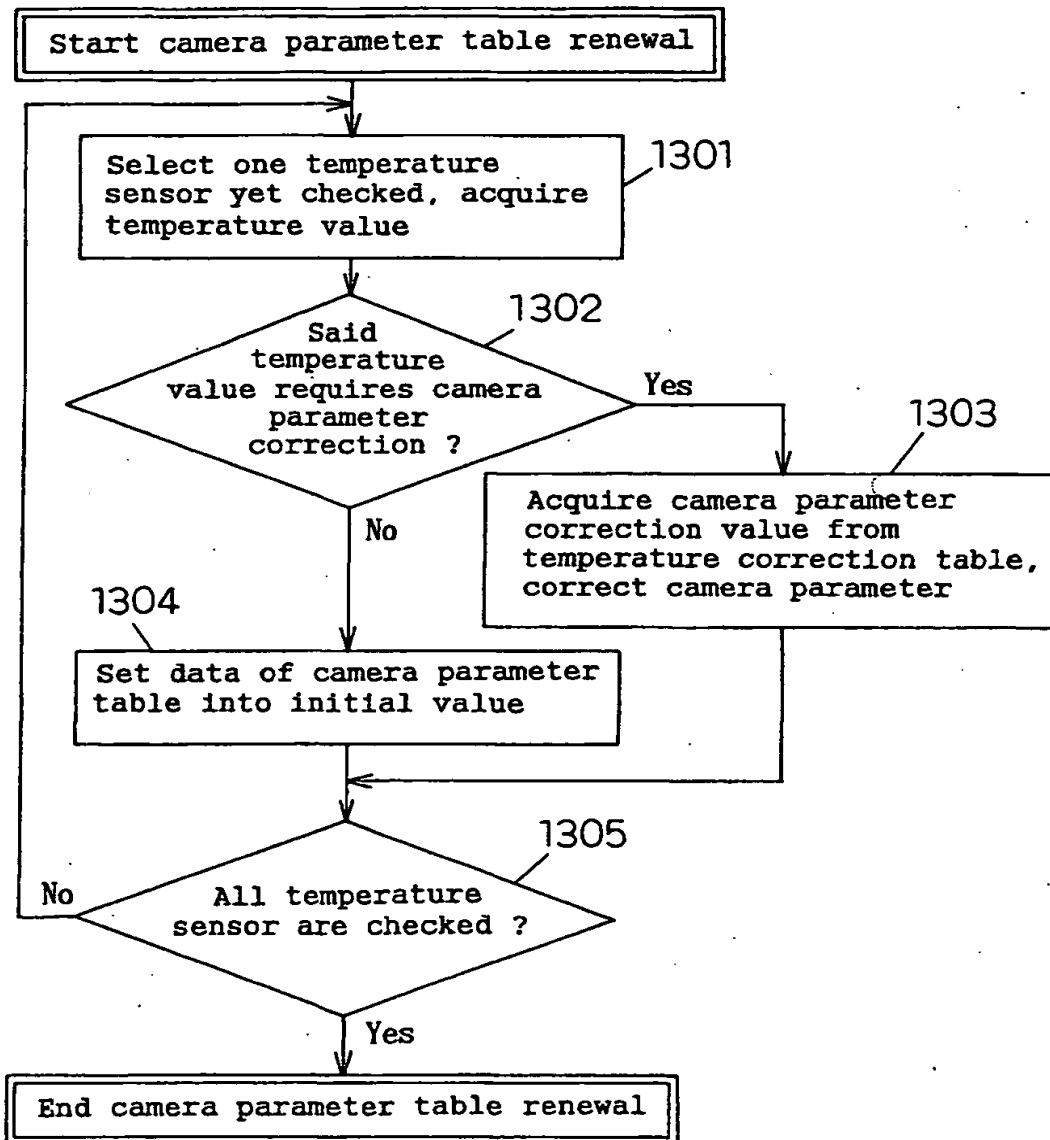 Start camera parameter table renewal
Select one temperature
sensor yet checked, acquire
temperature value
1301
1302
Said
temperature
value requires camera
parameter
correction ?
Yes
No
1303
Acquire camera parameter
correction value from
temperature correction table,
correct camera parameter
1304
Set data of camera parameter
table into initial value
1305
No
All temperature
sensor are checked ?
Yes
End camera parameter table renewal